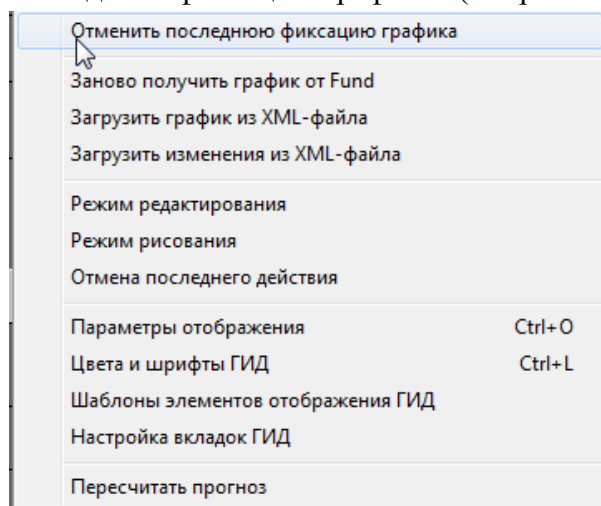 Отменить последнюю фиксацию графика
Заново получить график от Fund
Загрузить график из XML-файла
Загрузить изменения из XML-файла
Режим редактирования
Режим рисования
Отмена последнего действия
Параметры отображения Ctrl+O
Цвета и шрифты ГИД Ctrl+L
Шаблоны элементов отображения ГИД
Настройка вкладок ГИД
Пересчитать прогноз